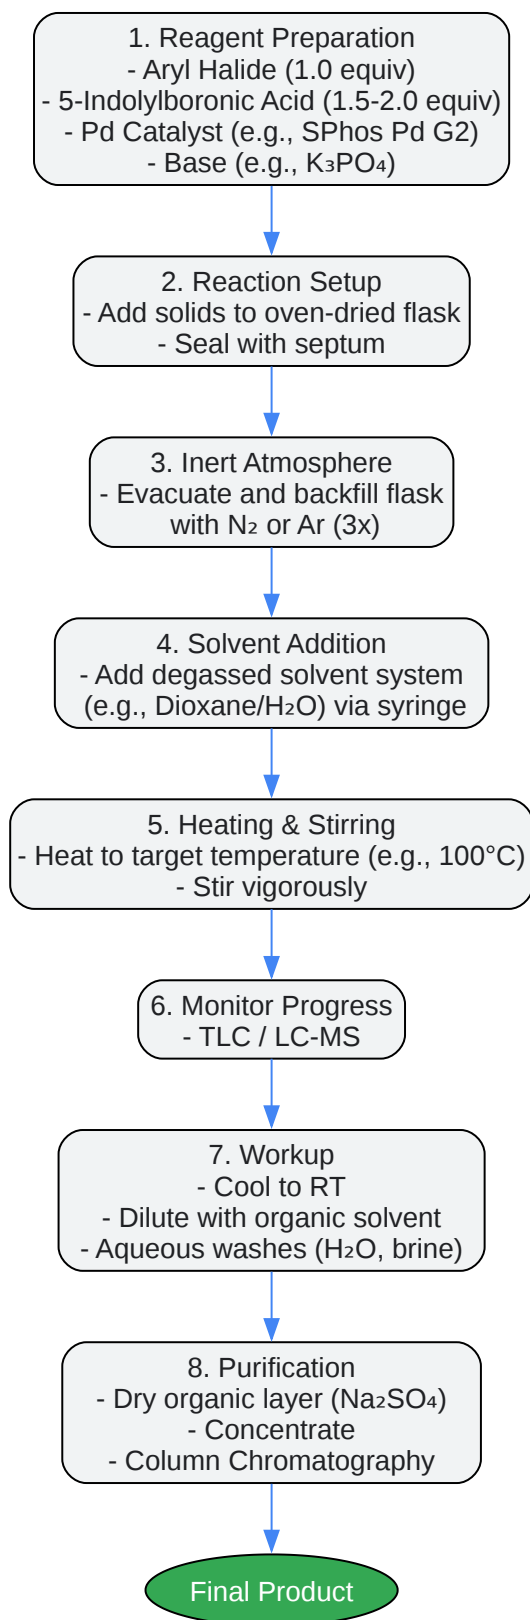 1. Reagent Preparation
- Aryl Halide (1.0 equiv)
- 5-Indolylboronic Acid (1.5-2.0 equiv)
- Pd Catalyst (e.g., SPhos Pd G2)
- Base (e.g., K₃PO₄)
2. Reaction Setup
- Add solids to oven-dried flask
- Seal with septum
3. Inert Atmosphere
- Evacuate and backfill flask
with N₂ or Ar (3x)
4. Solvent Addition
- Add degassed solvent system
(e.g., Dioxane/H₂O) via syringe
5. Heating & Stirring
- Heat to target temperature (e.g., 100°C)
- Stir vigorously
6. Monitor Progress
- TLC / LC-MS
7. Workup
- Cool to RT
- Dilute with organic solvent
- Aqueous washes (H₂O, brine)
8. Purification
- Dry organic layer (Na₂SO₄)
- Concentrate
- Column Chromatography
Final Product